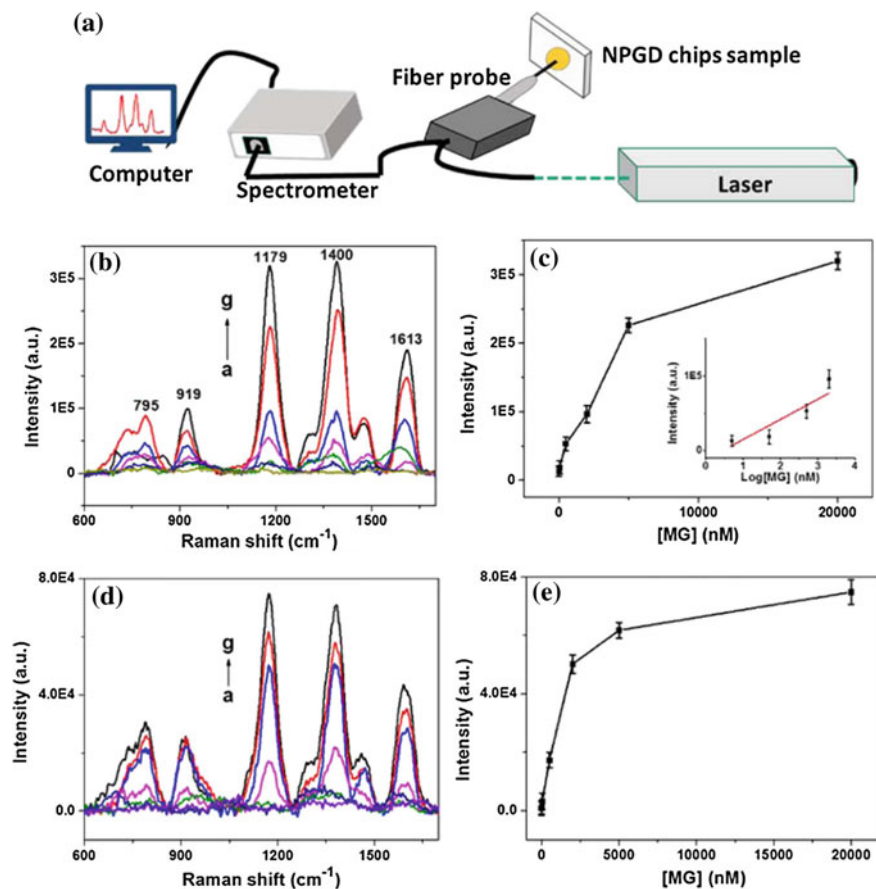 (a)
NPGD chips sample
Fiber probe
Computer
Spectrometer
Laser
(b)
1179
1400
1613
795
919
g
a
3E5
2E5
1E5
0
Intensity (a.u.)
600 900 1200 1500
Raman shift (cm-1)
(c)
3E5
2E5
1E5
0
Intensity (a.u.)
1E5
0
Intensity (a.u.)
0 1 2 3 4
Log[MG] (nM)
0 5000 10000 15000 20000
[MG] (nM)
(d)
g
a
8.0E4
4.0E4
0.0
Intensity (a.u.)
600 900 1200 1500
Raman shift (cm-1)
(e)
8.0E4
4.0E4
0.0
Intensity (a.u.)
0 5000 10000 15000 20000
[MG] (nM)